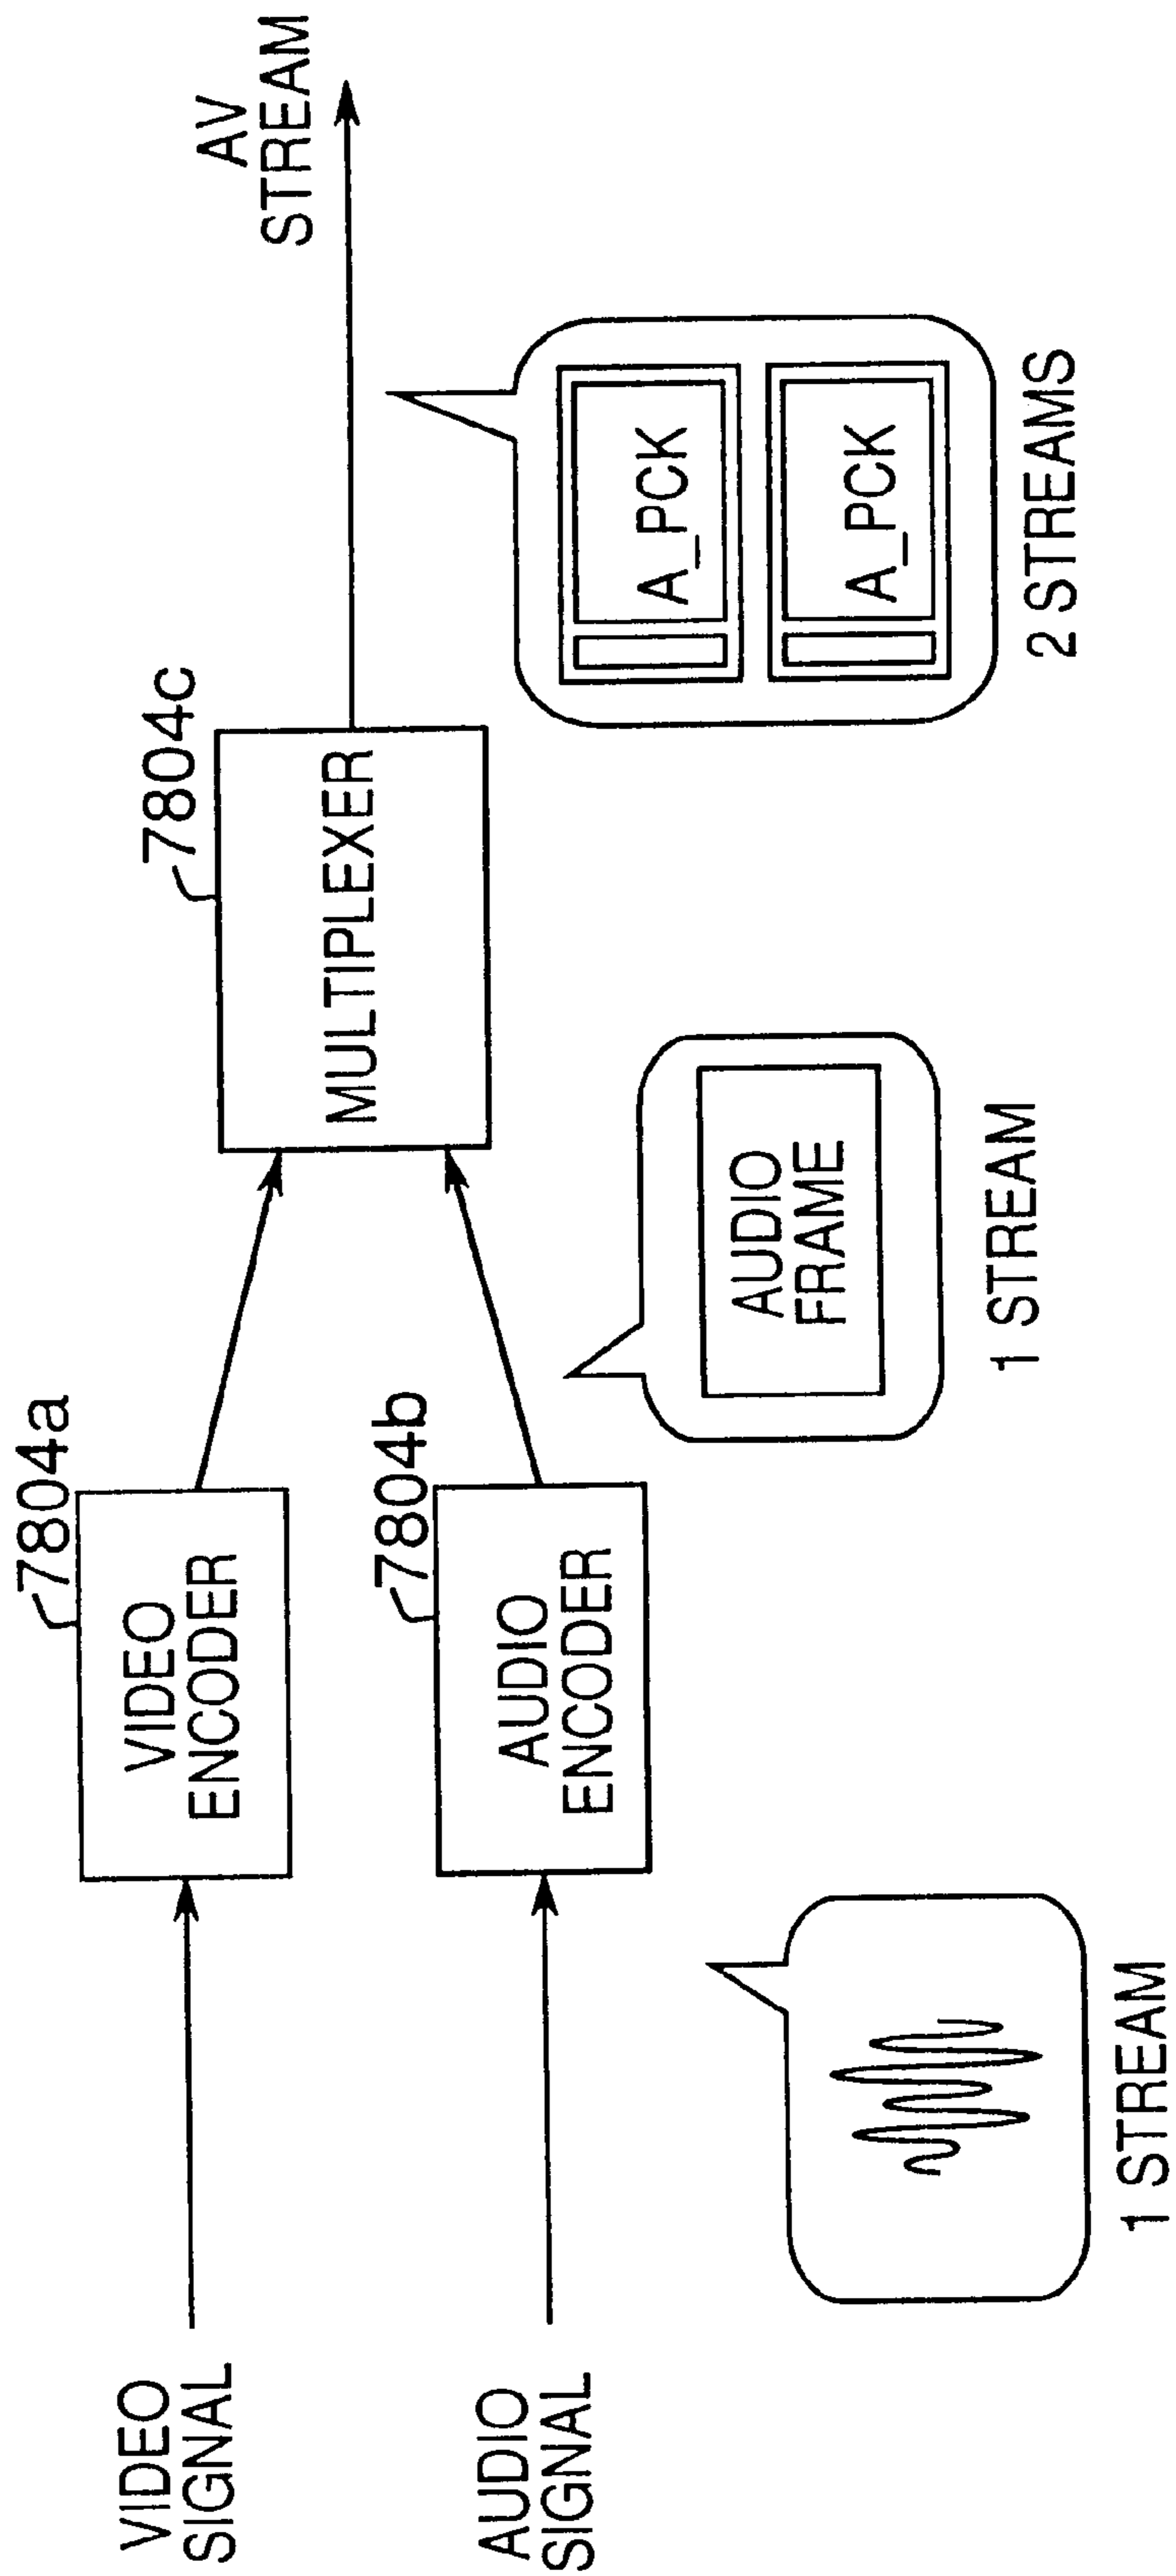 VIDEO
SIGNAL
7804a
VIDEO
ENCODER
AUDIO
SIGNAL
7804b
AUDIO
ENCODER
1 STREAM
AUDIO
FRAME
1 STREAM
7804c
MULTIPLEXER
AV
STREAM
A_PCK
A_PCK
2 STREAMS